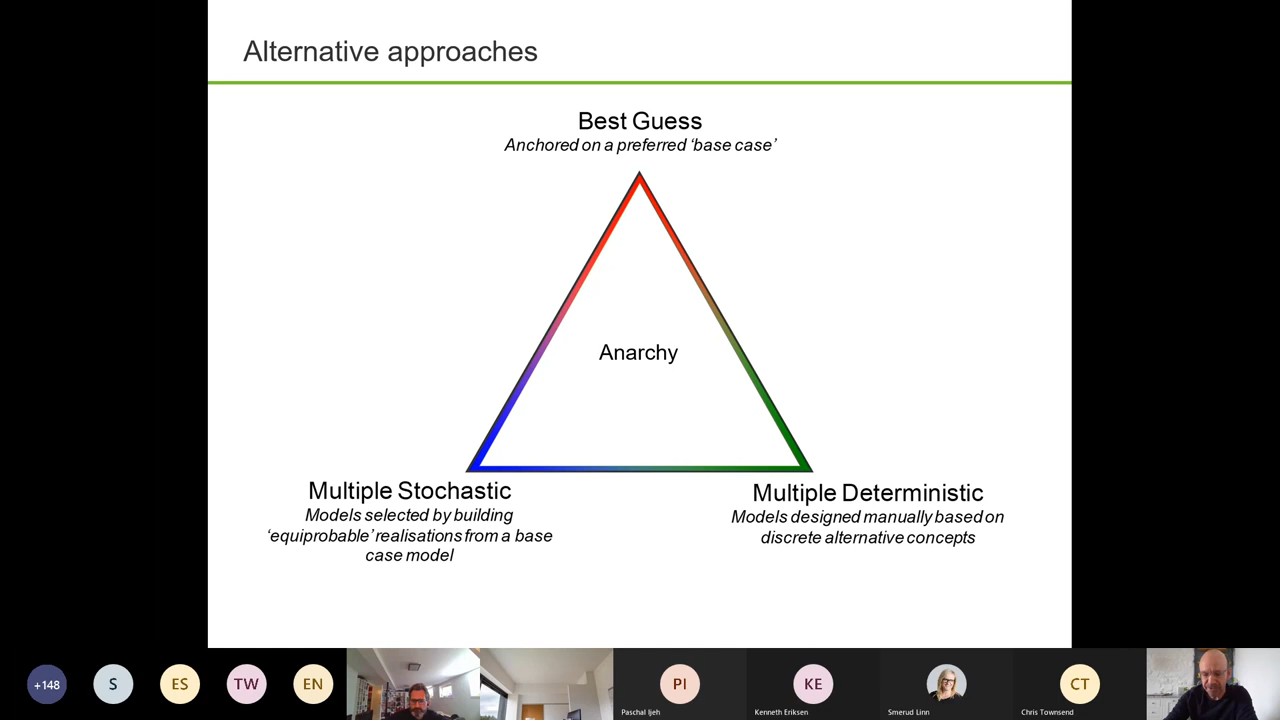 Alternative approaches
Best Guess
Anchored on a preferred ‘base case’
Anarchy
Multiple Stochastic
Models selected by building
‘equiprobable’ realisations from a base
case model
Multiple Deterministic
Models designed manually based on
discrete alternative concepts
+148
S
ES
TW
EN
PI
Paschal Ijeh
KE
Kenneth Eriksen
Smerud Linn
CT
Chris Townsend